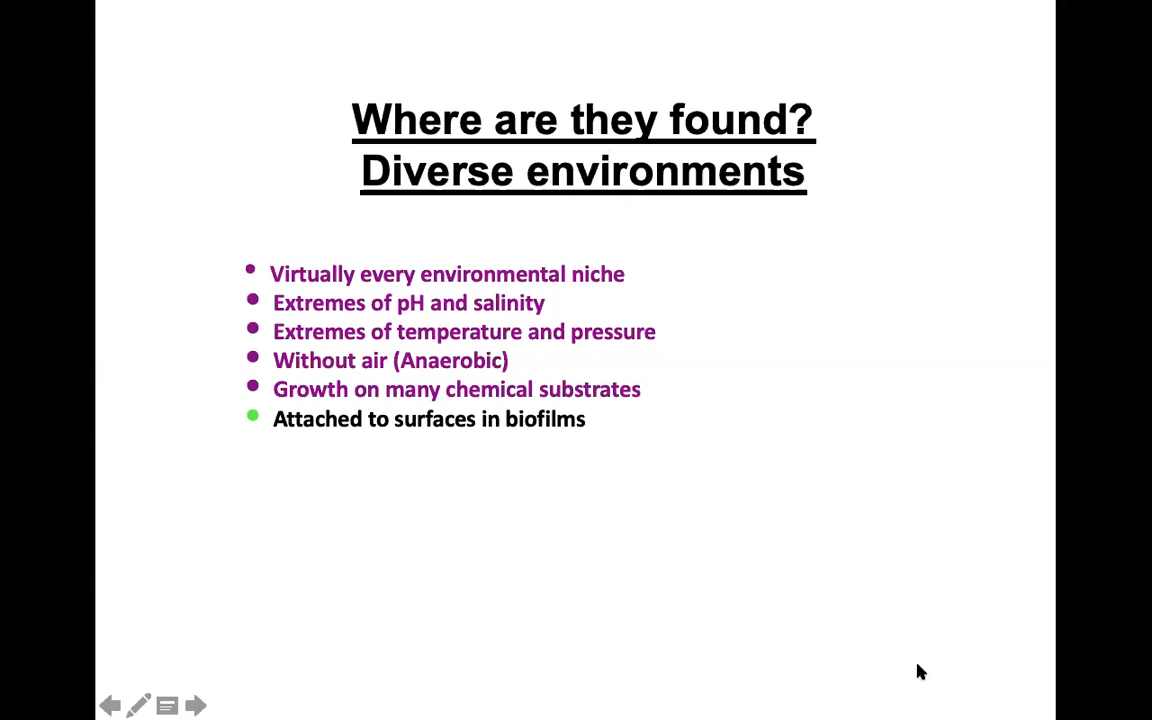 Where are they found?
Diverse environments
• Virtually every environmental niche
• Extremes of pH and salinity
• Extremes of temperature and pressure
• Without air (Anaerobic)
• Growth on many chemical substrates
• Attached to surfaces in biofilms